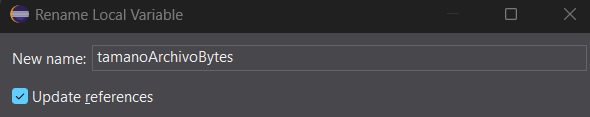 Rename Local Variable
New name: tamanoArchivoBytes
Update references